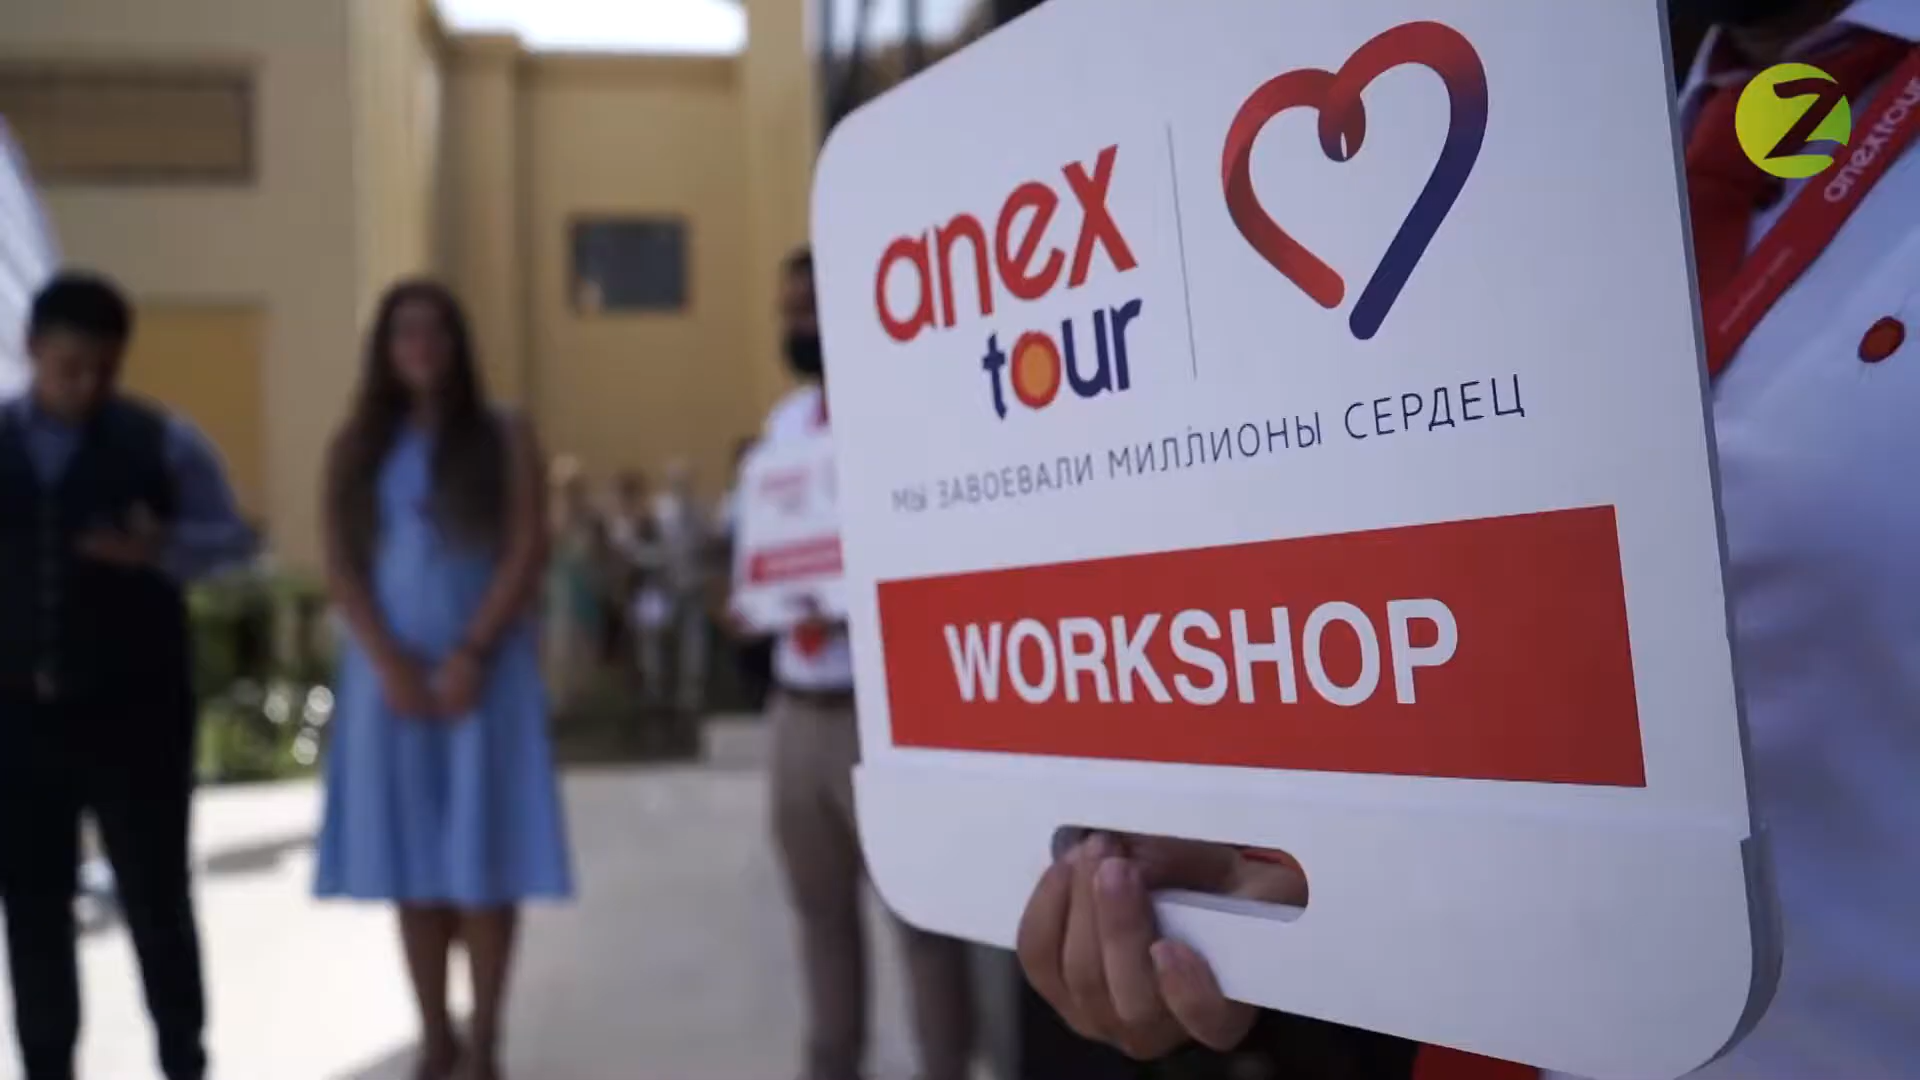 anex
tour
МЫ ЗАВОЕВАЛИ МИЛЛИОНЫ СЕРДЕЦ
WORKSHOP
anextour
Z